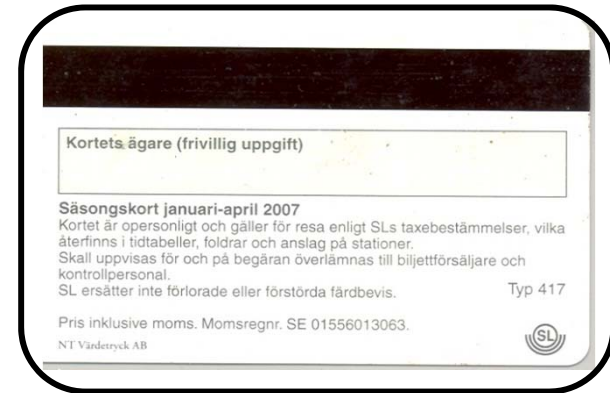 Kortets ägare (frivillig uppgift)
Säsongskort januari-april 2007
Kortet är opersonligt och gäller för resa enligt SLs taxebestämmelser, vilka
återfinns i tidtabeller, foldrar och anslag på stationer.
Skall uppvisas för och på begäran överlämnas till biljettförsäljare och
kontrollpersonal.
SL ersätter inte förlorade eller förstörda färdbevis. Typ 417
Pris inklusive moms. Momsregnr. SE 01556013063.
NT Värdetryck AB
SL